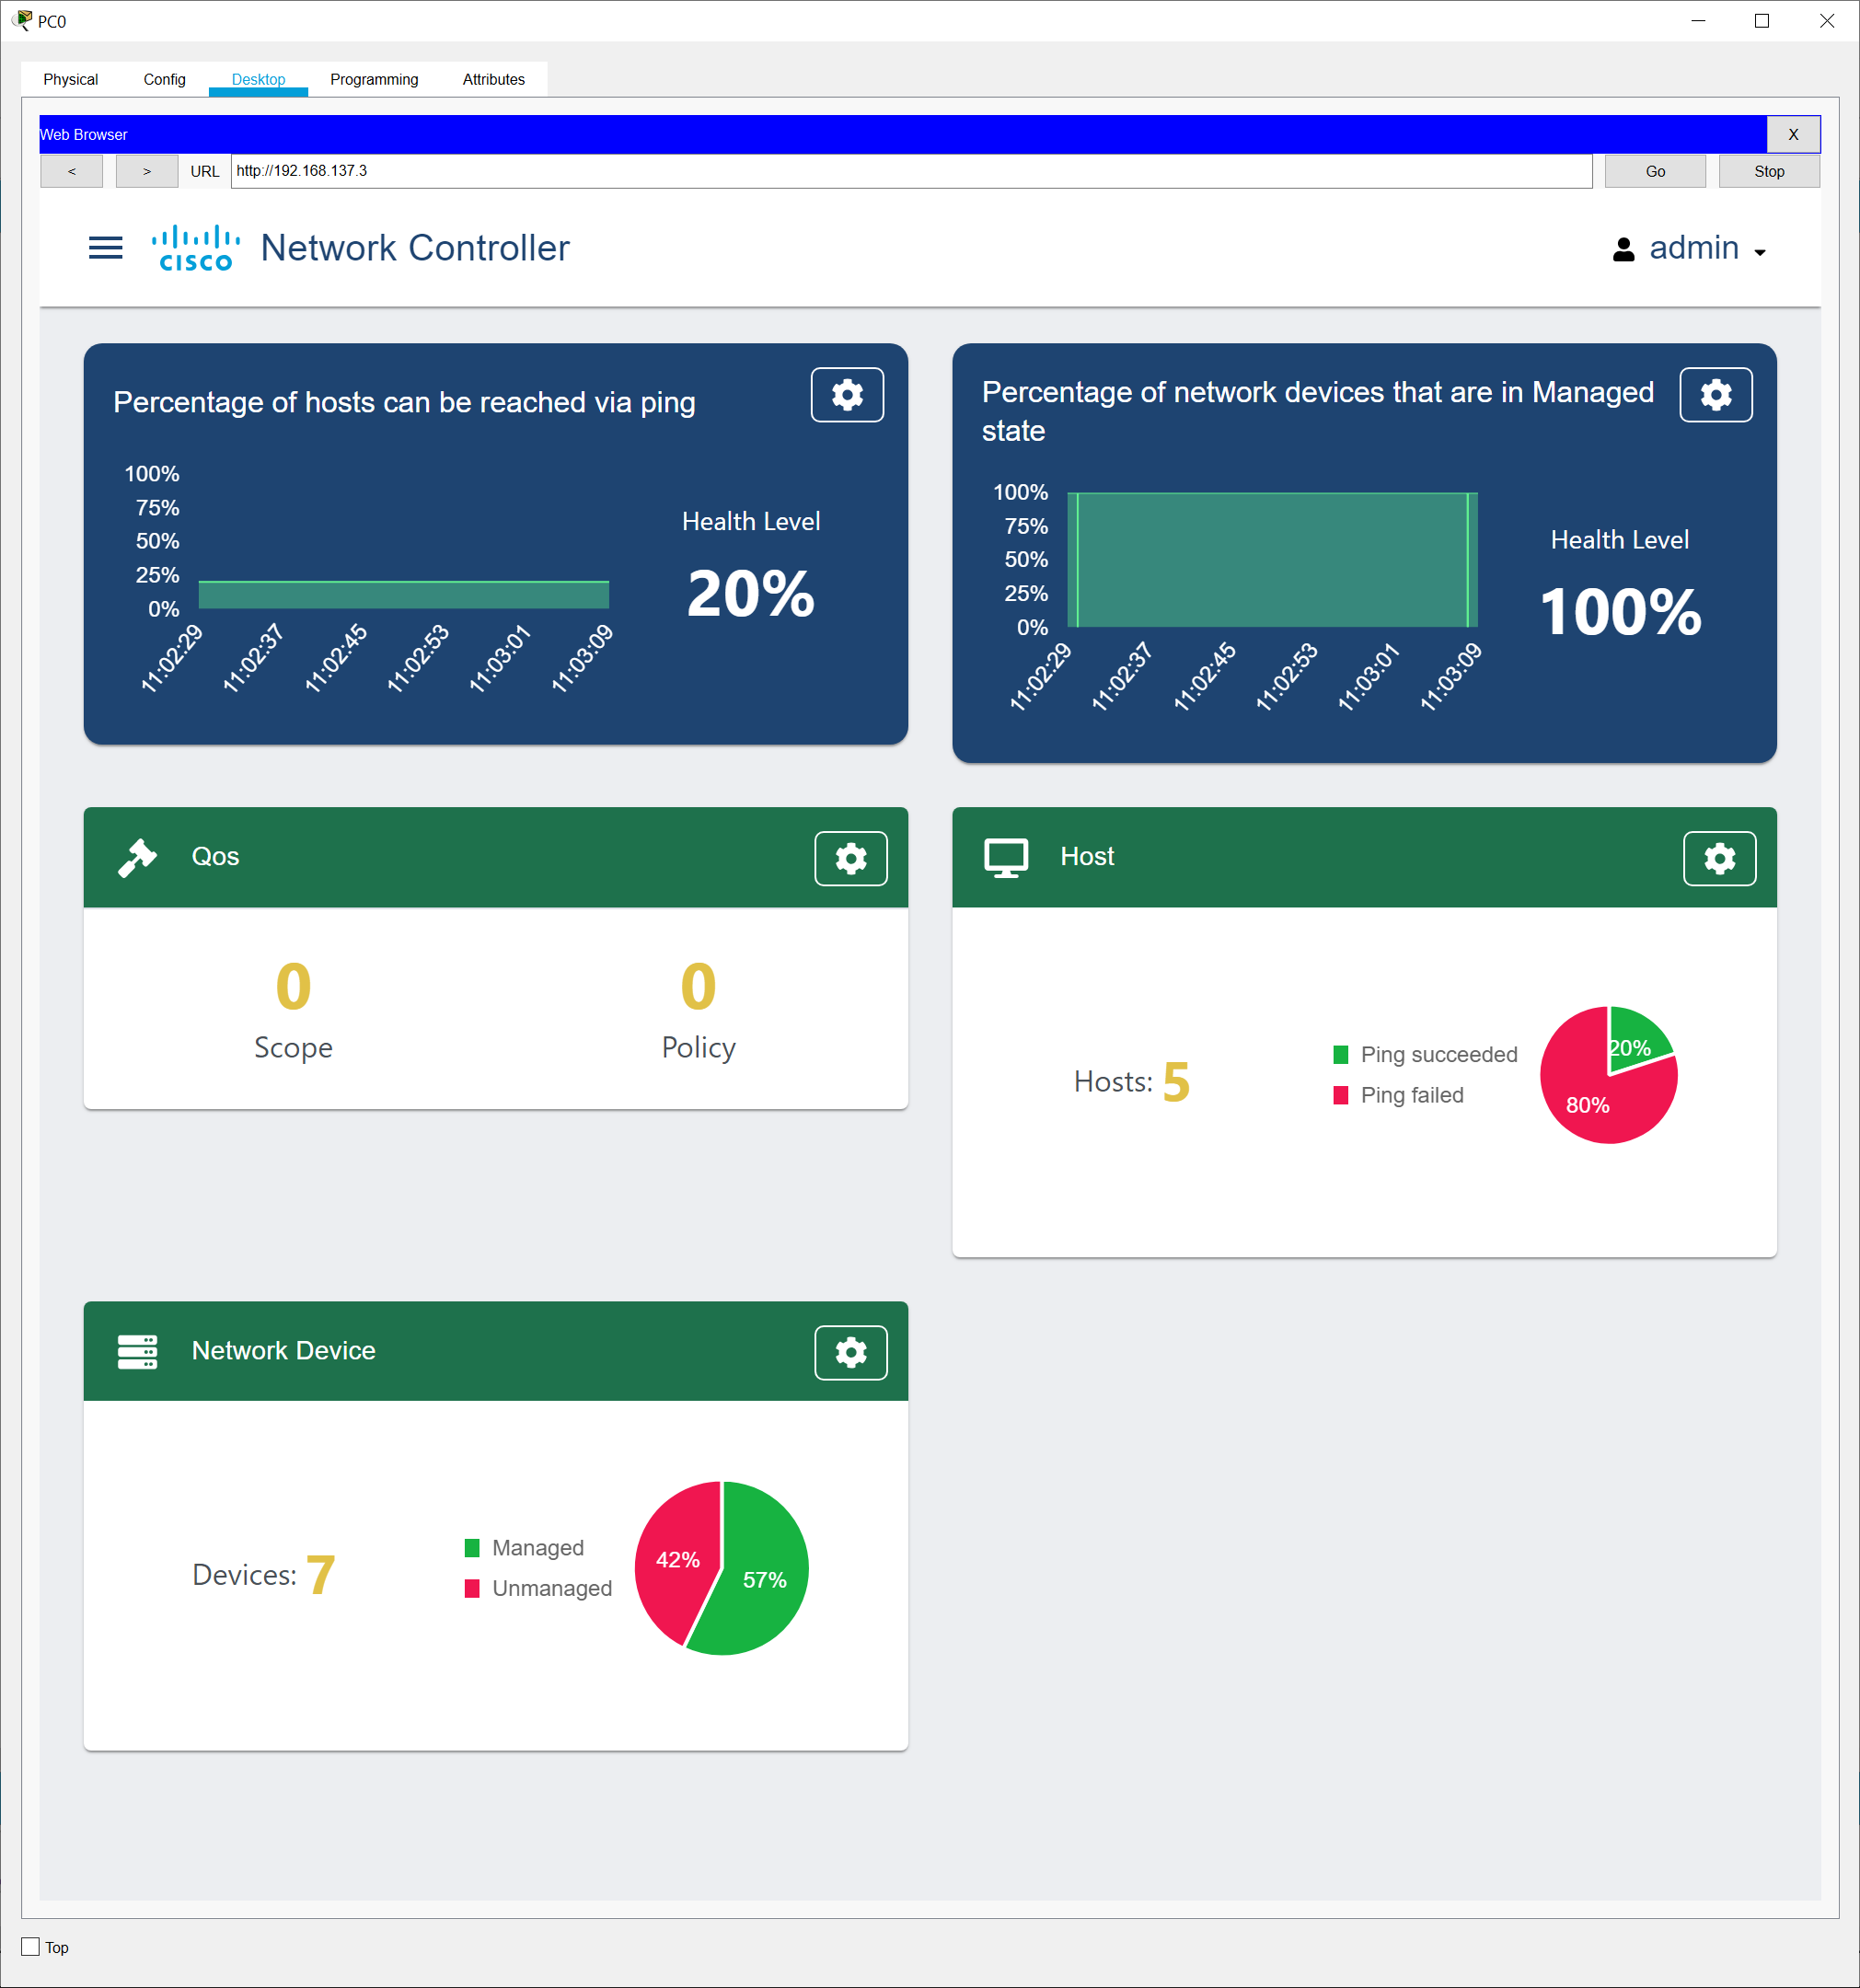 PC0
Physical Config Desktop Programming Attributes
Web Browser X
< > URL http://192.168.137.3 Go Stop
CISCO Network Controller admin
Percentage of hosts can be reached via ping
100%
75%
50%
25%
0%
11:02:29 11:02:37 11:02:45 11:02:53 11:03:01 11:03:09
Health Level
20%
Percentage of network devices that are in Managed
state
100%
75%
50%
25%
0%
11:02:29 11:02:37 11:02:45 11:02:53 11:03:01 11:03:09
Health Level
100%
Qos
0 0
Scope Policy
Host
Hosts: 5
Ping succeeded
Ping failed
20%
80%
Network Device
Devices: 7
Managed
Unmanaged
42%
57%
Top